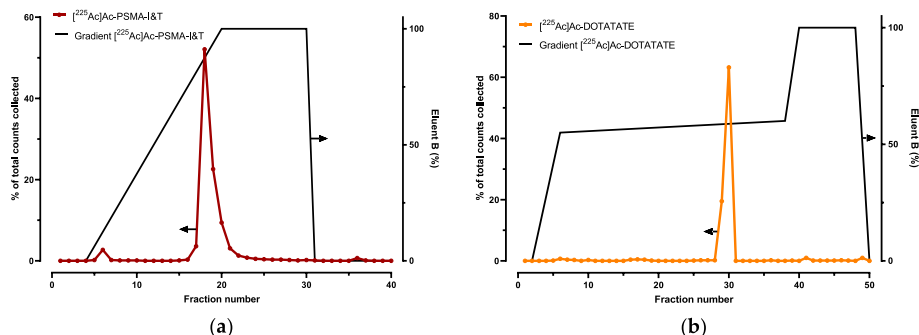 [²²⁵Ac]Ac-PSMA-I&T
Gradient [²²⁵Ac]Ac-PSMA-I&T
% of total counts collected
60
40
20
0
0
10
20
30
40
Fraction number
100
50
0
Eluent B (%)
(a)
[²²⁵Ac]Ac-DOTATATE
Gradient [²²⁵Ac]Ac-DOTATATE
% of total counts collected
80
60
40
20
0
0
10
20
30
40
50
Fraction number
100
50
0
Eluent B (%)
(b)